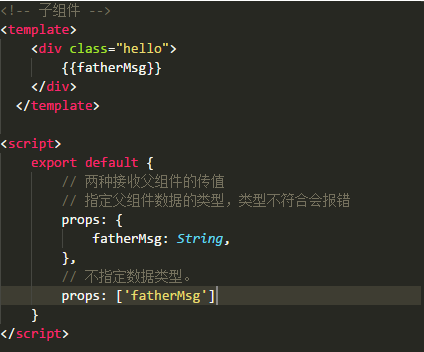 <!-- 子组件 -->
<template>
    <div class="hello">
        {{fatherMsg}}
    </div>
  </template>
<script>
    export default {
        // 两种接收父组件的传值
        // 指定父组件数据的类型，类型不符合会报错
        props: {
            fatherMsg: String,
        },
        // 不指定数据类型。
        props: ['fatherMsg']
    }
</script>